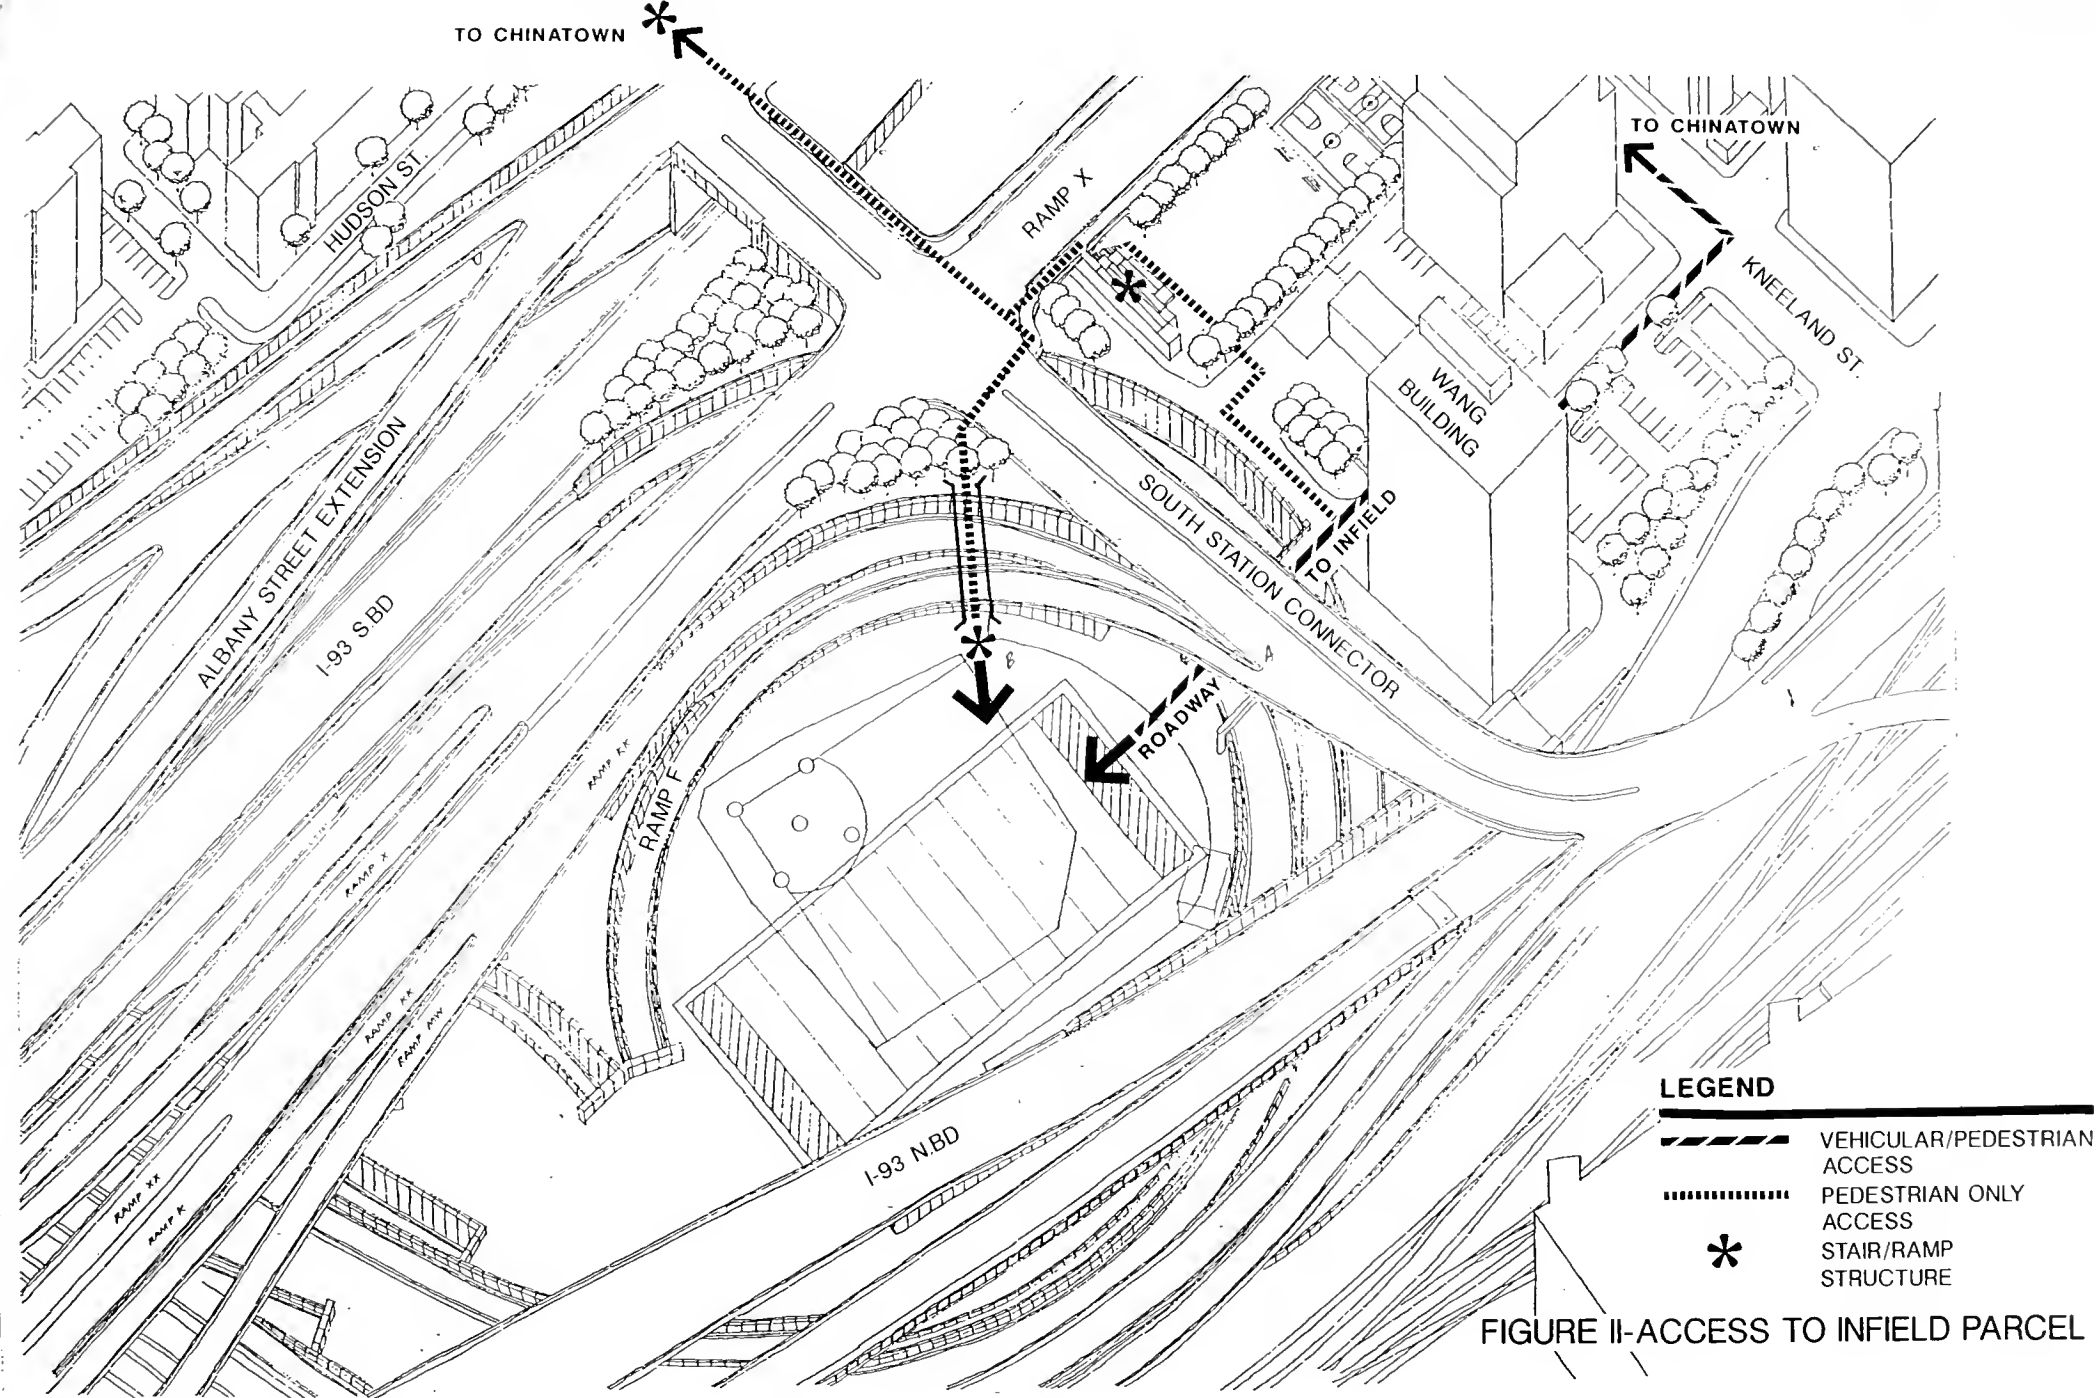 TO CHINATOWN
TO CHINATOWN
HUDSON ST.
RAMP X
KNEELAND ST.
WANG
BUILDING
ALBANY STREET EXTENSION
I-93 S.BD
SOUTH STATION CONNECTOR
TO INFIELD
A
B
ROADWAY
RAMP KK
RAMP F
RAMP X
RAMP KK
RAMP MW
RAMP XX
RAMP K
I-93 N.BD
LEGEND
VEHICULAR/PEDESTRIAN
ACCESS
PEDESTRIAN ONLY
ACCESS
STAIR/RAMP
STRUCTURE
FIGURE II-ACCESS TO INFIELD PARCEL